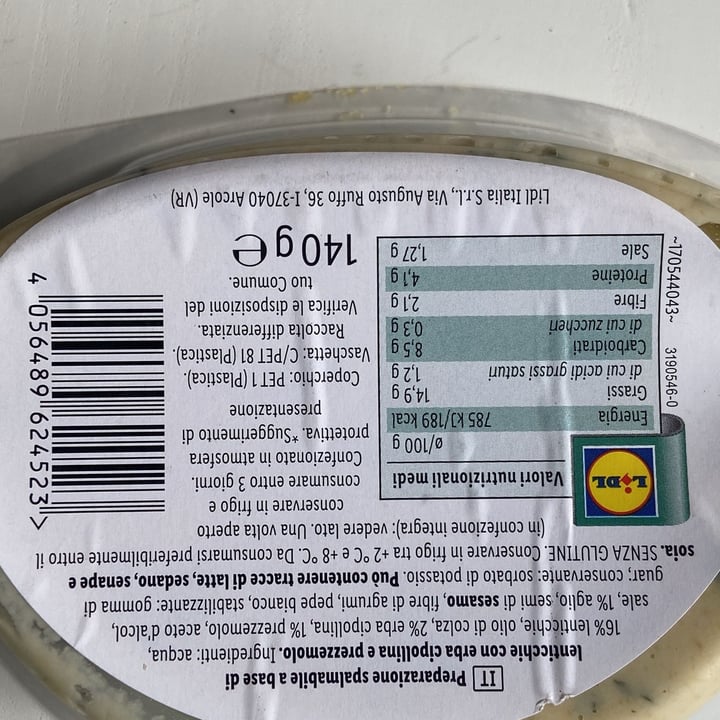 IT Preparazione spalmabile a base di
lenticchie con erba cipollina e prezzemolo. Ingredienti: acqua,
16% lenticchie, olio di colza, 2% erba cipollina, 1% prezzemolo, aceto d'alcol,
sale, 1% aglio, semi di sesamo, fibre di agrumi, pepe bianco, stabilizzante: gomma di
guar; conservante: sorbato di potassio. Può contenere tracce di latte, sedano, senape e
soia. SENZA GLUTINE. Conservare in frigo tra +2 °C e +8 °C. Da consumarsi preferibilmente entro il
(in confezione integra): vedere lato. Una volta aperto
conservare in frigo e
consumare entro 3 giorni.
Confezionato in atmosfera
protettiva. *Suggerimento di
presentazione
Coperchio: PET 1 (Plastica).
Vaschetta: C/PET 81 (Plastica).
Raccolta differenziata.
Verifica le disposizioni del
tuo Comune.
140 g e
LIDL
Valori nutrizionali medi
ø/100 g
Energia 785 kJ/189 kcal
Grassi 14,9 g
di cui acidi grassi saturi 1,2 g
Carboidrati 8,5 g
di cui zuccheri 0,3 g
Fibre 2,1 g
Proteine 4,1 g
Sale 1,27 g
3190546-0
~170544043~
4 056489 624523 >
Lidl Italia S.r.l., Via Augusto Ruffo 36, I-37040 Arcole (VR)